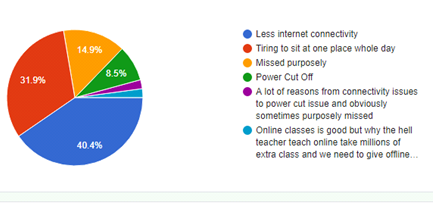 14.9%
31.9%
8.5%
40.4%
Less internet connectivity
Tiring to sit at one place whole day
Missed purposely
Power Cut Off
A lot of reasons from connectivity issues
to power cut issue and obviously
sometimes purposely missed
Online classes is good but why the hell
teacher teach online take millions of
extra class and we need to give offline…